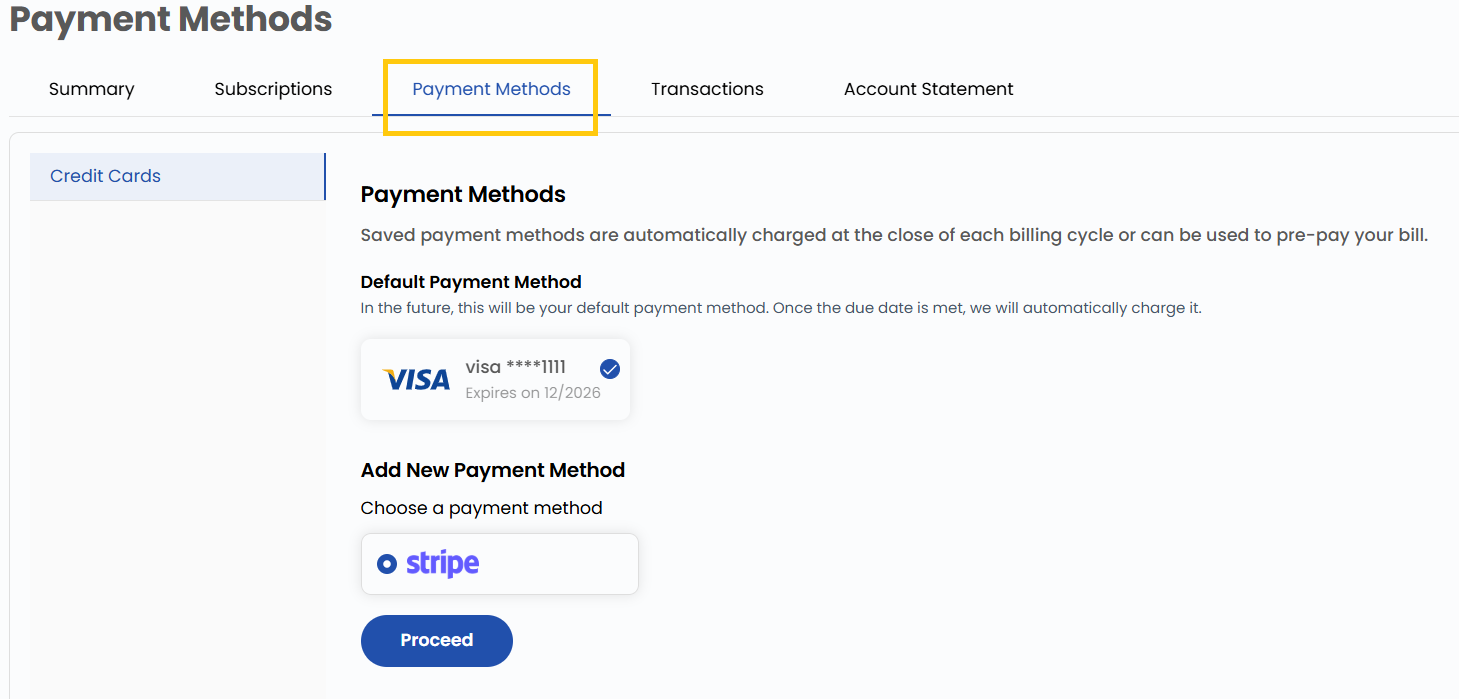 Payment Methods
Summary
Subscriptions
Payment Methods
Transactions
Account Statement
Credit Cards
Payment Methods
Saved payment methods are automatically charged at the close of each billing cycle or can be used to pre-pay your bill.
Default Payment Method
In the future, this will be your default payment method. Once the due date is met, we will automatically charge it.
VISA
visa ****1111
Expires on 12/2026
Add New Payment Method
Choose a payment method
stripe
Proceed